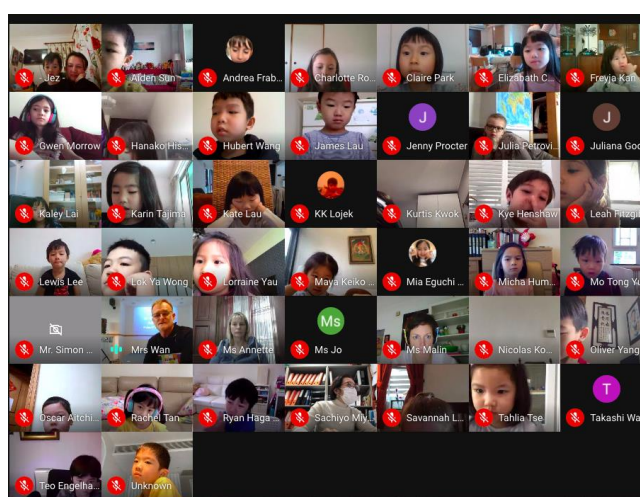 - Jez -
Aiden Sun
Andrea Frab...
Charlotte Ro...
Claire Park
Elizabath C...
Freyja Kan
Gwen Morrow
Hanako His...
Hubert Wang
James Lau
J
Jenny Procter
Julia Petrovi...
J
Juliana Goo
Kaley Lai
Karin Tajima
Kate Lau
KK Lojek
Kurtis Kwok
Kye Henshaw
Leah Fitzgi
Lewis Lee
Lok Ya Wong
Lorraine Yau
Maya Keiko ...
Mia Eguchi ...
Micha Hum...
Mo Tong Yu
Mr. Simon ...
Mrs Wan
Ms Annette
Ms
Ms Jo
Ms Malin
Nicolas Ko...
Oliver Yang
Oscar Aitchi...
Rachel Tan
Ryan Haga ...
Sachiyo Miy...
Savannah L...
Tahlia Tse
T
Takashi Wa
Teo Engelha...
Unknown